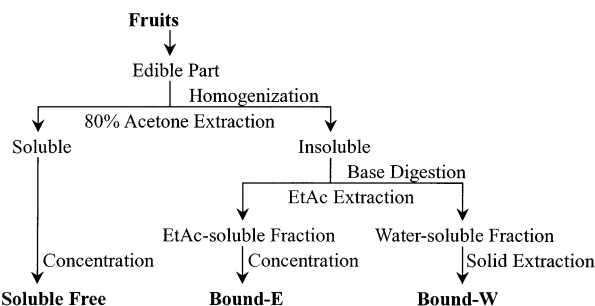 Fruits
Edible Part
Homogenization
80% Acetone Extraction
Soluble
Insoluble
Base Digestion
EtAc Extraction
EtAc-soluble Fraction
Water-soluble Fraction
Concentration
Concentration
Solid Extraction
Soluble Free
Bound-E
Bound-W